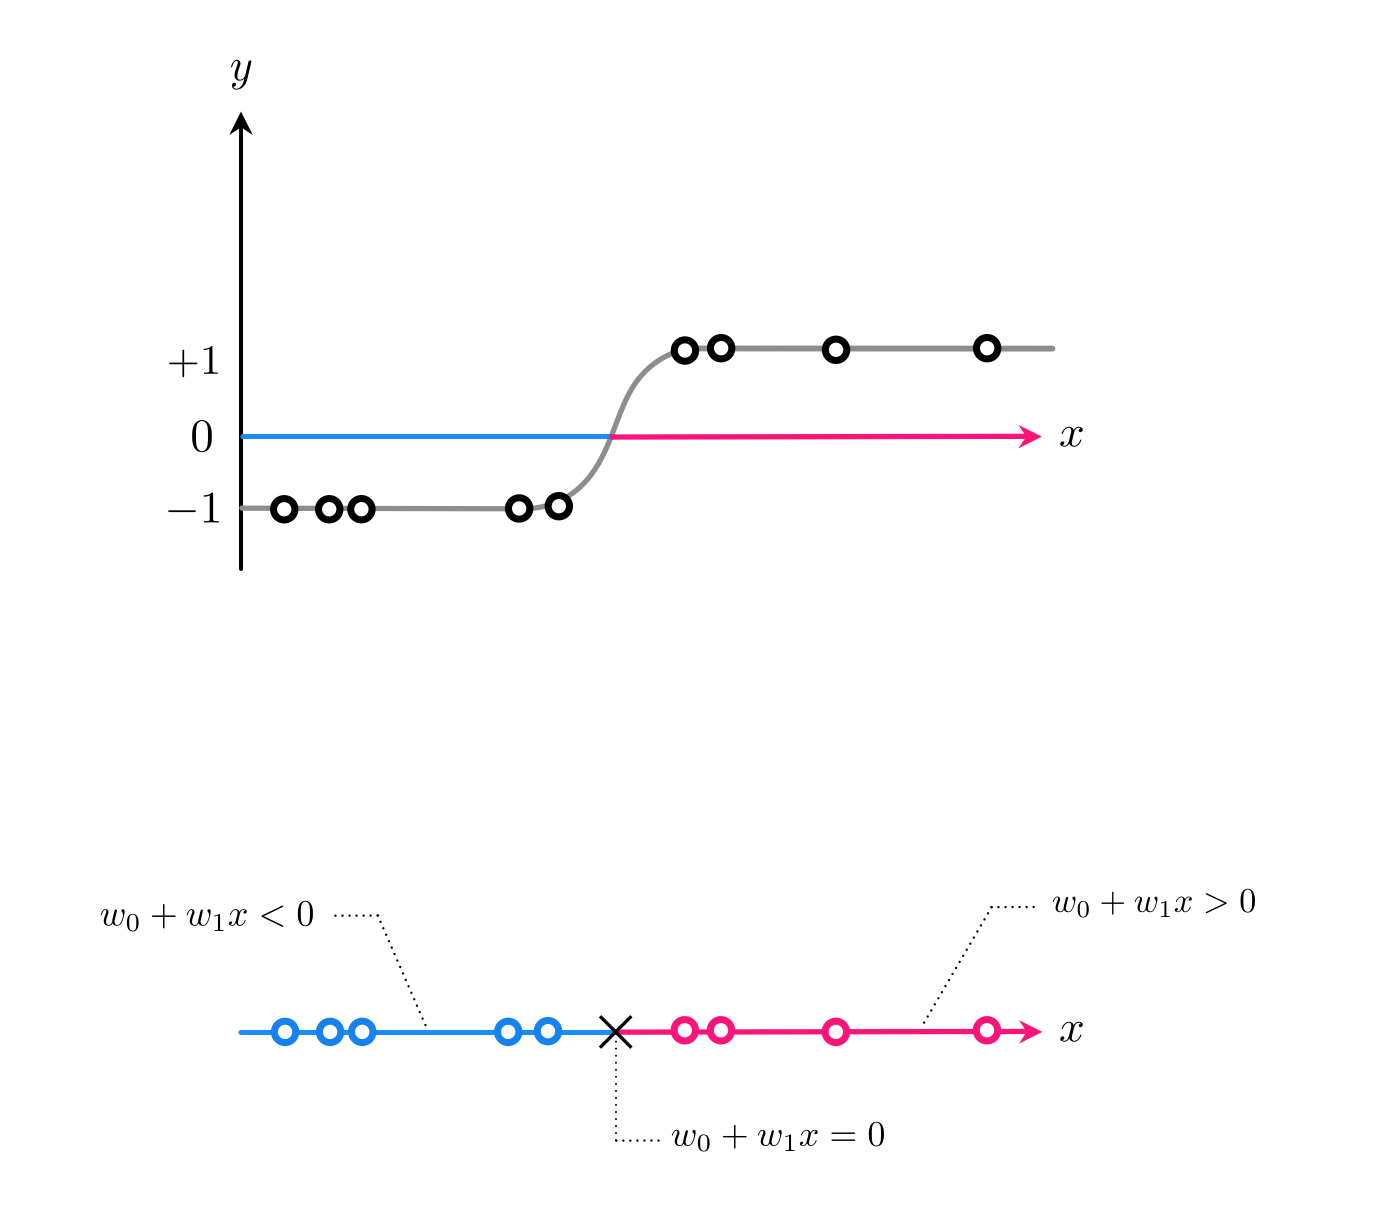 y
+1
0
x
−1
w₀ + w₁x < 0
w₀ + w₁x > 0
x
w₀ + w₁x = 0